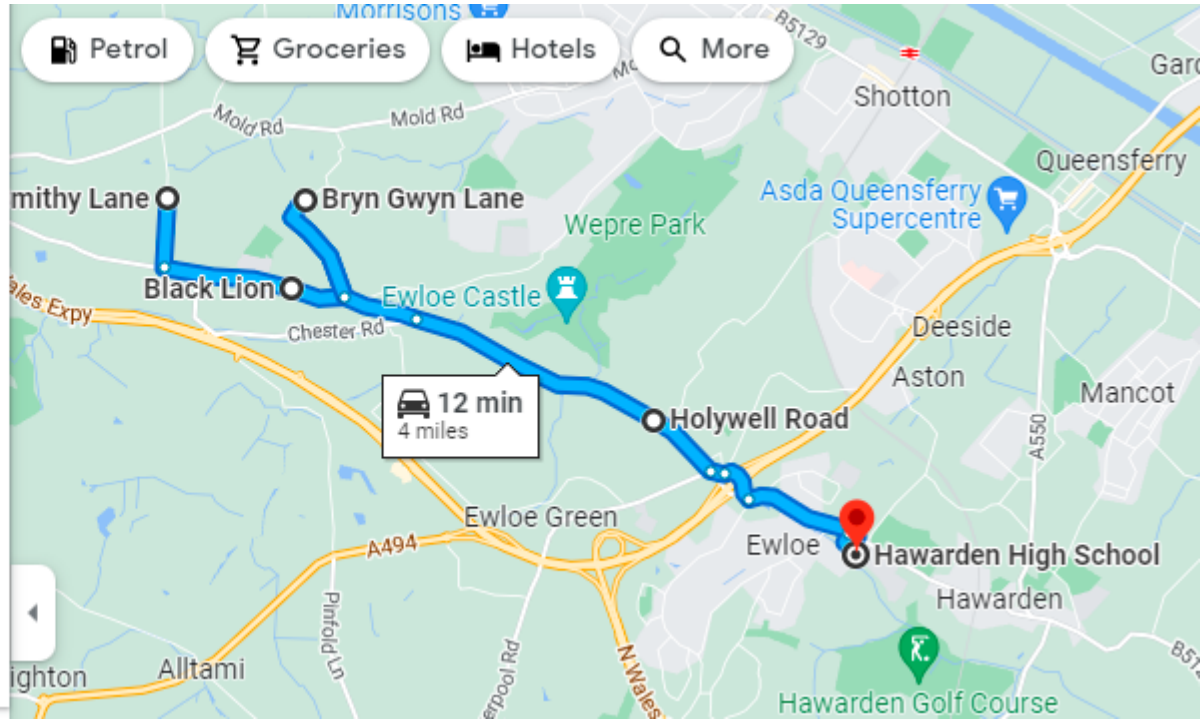 Morrisons
Petrol
Groceries
Hotels
More
B5129
Shotton
Mold Rd
Mold Rd
Queensferry
mithy Lane
Bryn Gwyn Lane
Asda Queensferry
Supercentre
Wepre Park
Black Lion
Ewloe Castle
ales Expy
Chester Rd
Deeside
Aston
Mancot
12 min
4 miles
Holywell Road
A550
Ewloe Green
A494
Ewloe
Hawarden High School
Hawarden
Pinfold Ln
erpool Rd
N Wales
Alltami
ighton
Hawarden Golf Course